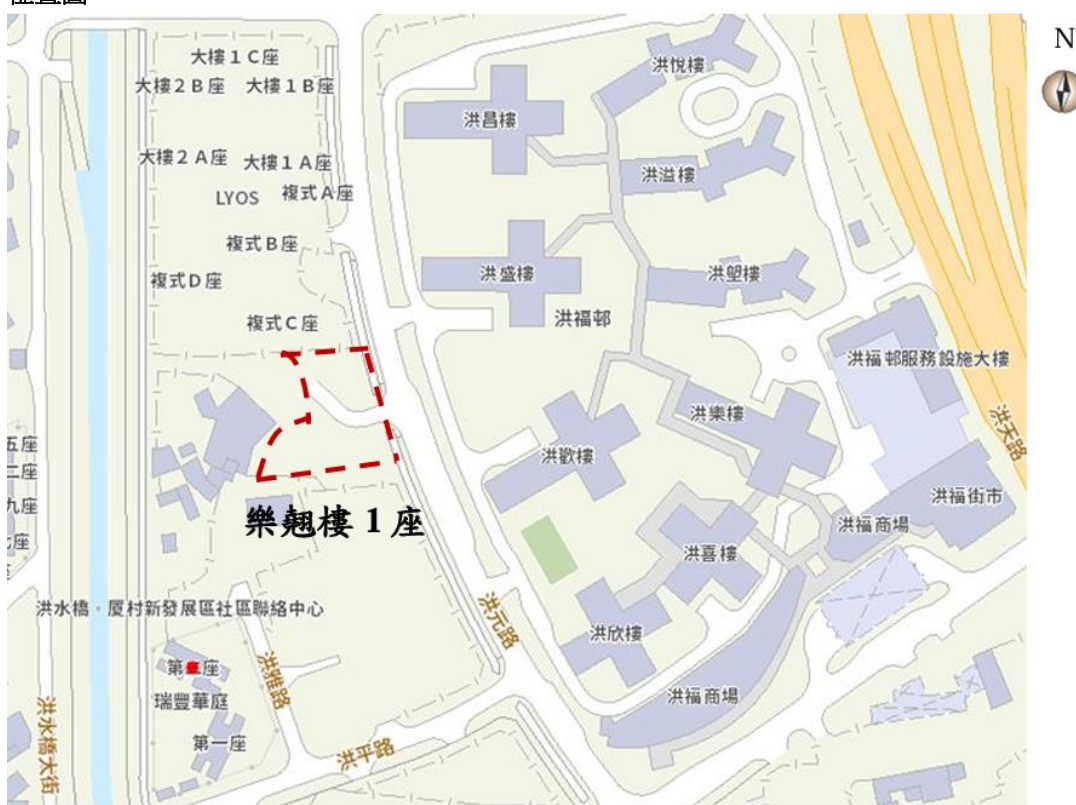 N
大樓1C座
大樓2B座
大樓1B座
大樓2A座
大樓1A座
LYOS
複式A座
複式B座
複式D座
複式C座
洪悅樓
洪昌樓
洪溢樓
洪盛樓
洪塱樓
洪福邨
洪福邨服務設施大樓
洪樂樓
洪天路
洪歡樓
五座
二座
九座
洪福街市
樂翹樓 1 座
洪福商場
洪喜樓
洪水橋。厦村新發展區社區聯絡中心
洪元路
洪欣樓
第二座
洪雅路
瑞豐華庭
洪福商場
第一座
洪水橋大街
洪平路